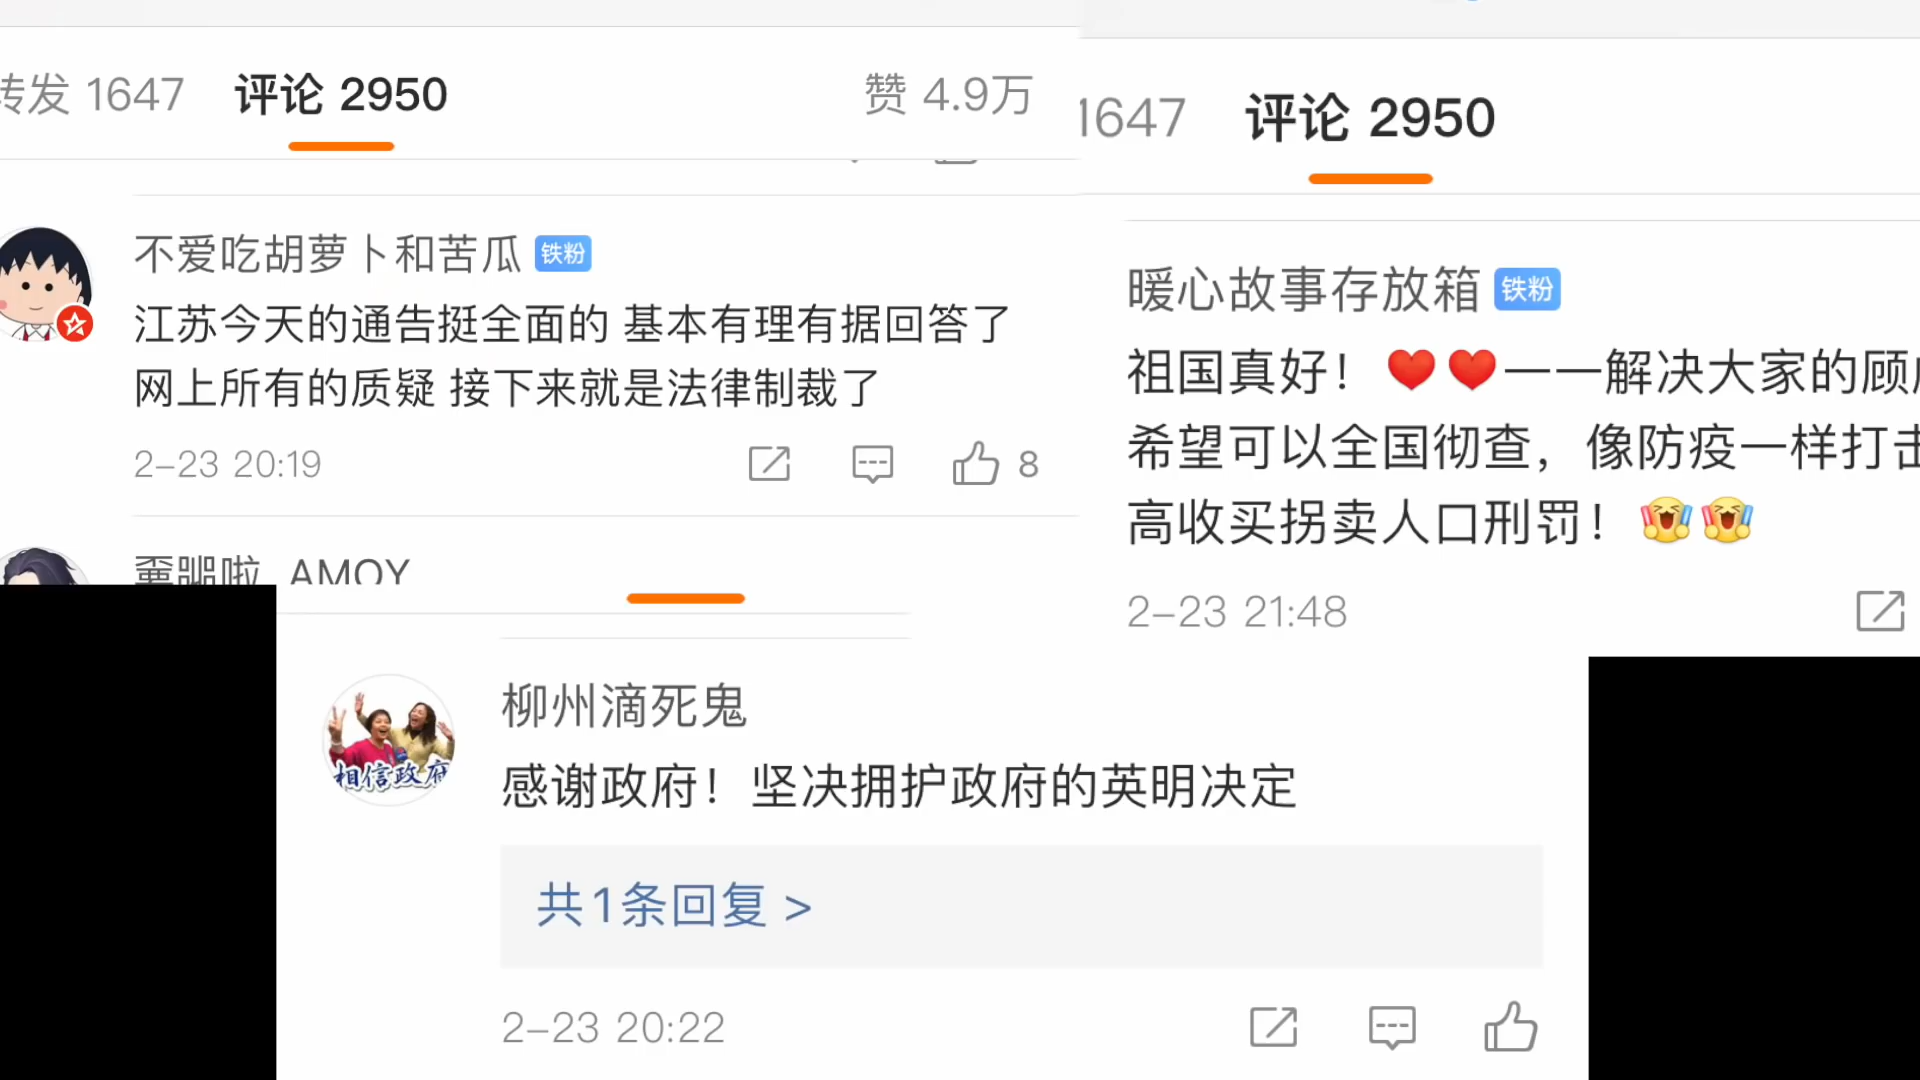 转发 1647 评论 2950 赞 4.9万
不爱吃胡萝卜和苦瓜 铁粉
江苏今天的通告挺全面的 基本有理有据回答了
网上所有的质疑 接下来就是法律制裁了
2-23 20:19 8
AMOY
1647 评论 2950
暖心故事存放箱 铁粉
祖国真好！❤️❤️一一解决大家的顾
希望可以全国彻查，像防疫一样打击
高收买拐卖人口刑罚！
2-23 21:48
柳州滴死鬼
相信政府
感谢政府！坚决拥护政府的英明决定
共1条回复 >
2-23 20:22